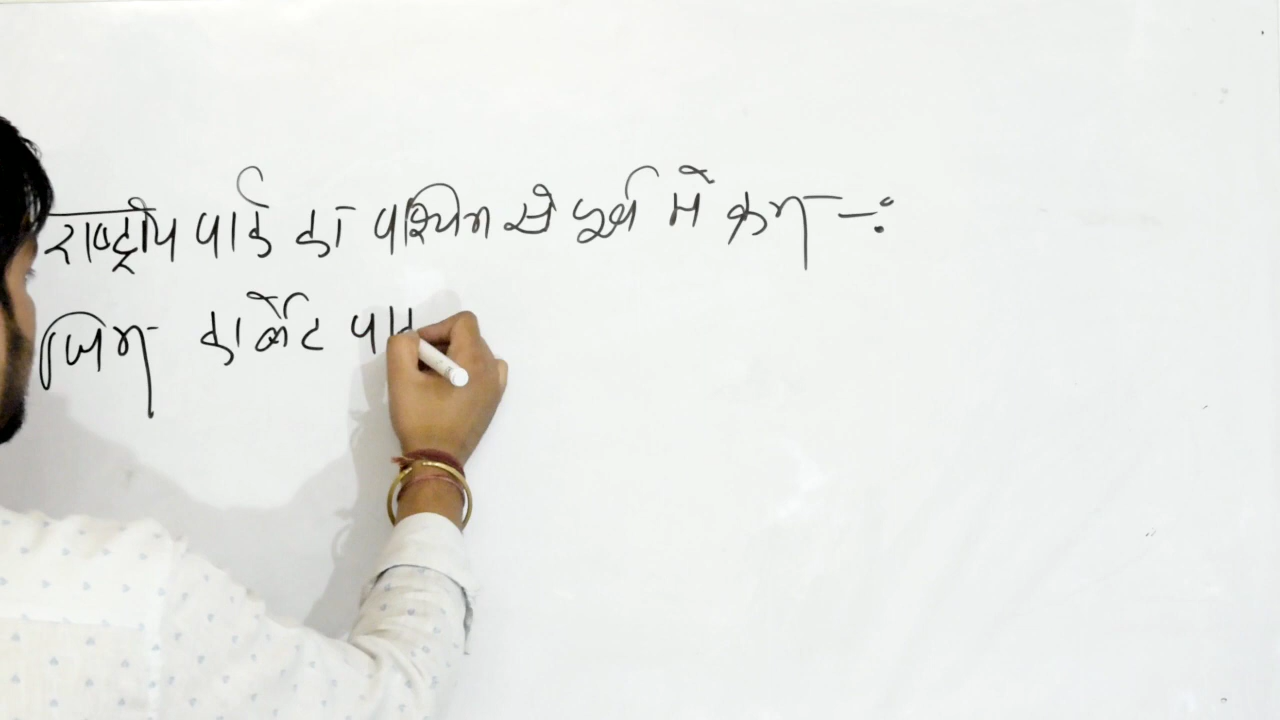 राष्ट्रीय पार्क का पश्चिम से पूर्व में क्रम -:
जिम कार्बेट पा